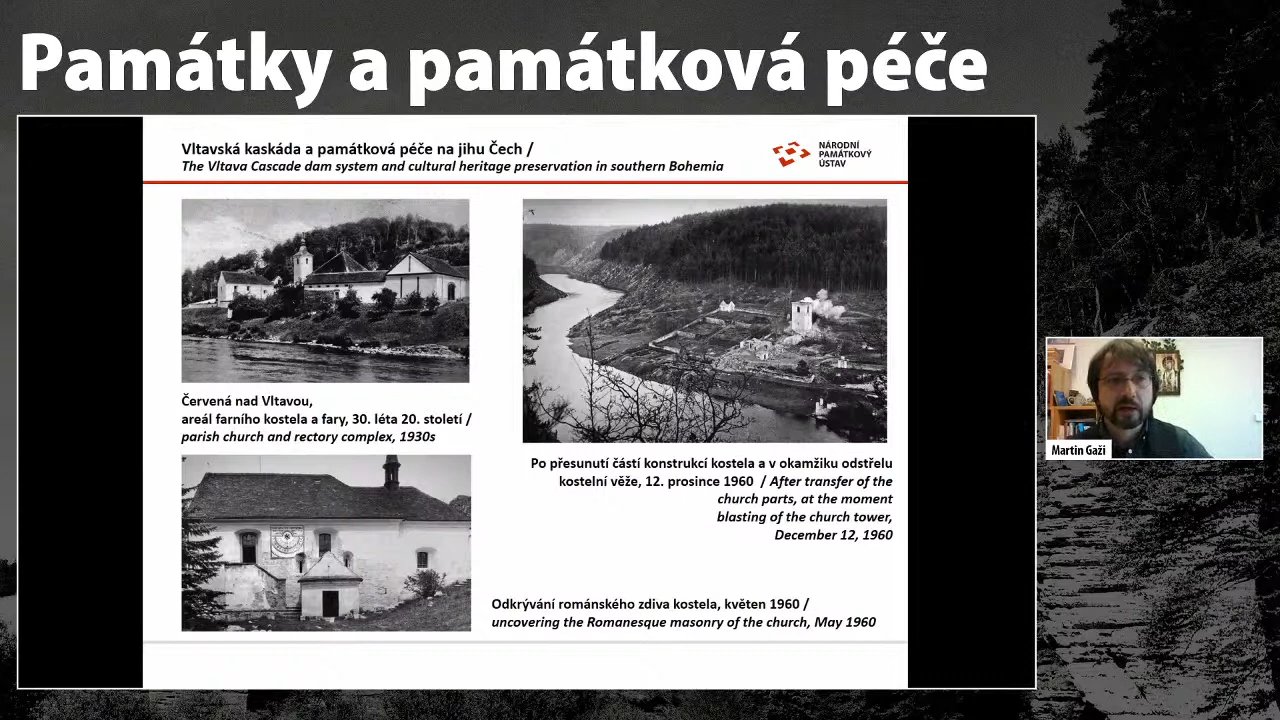 Památky a památková péče
Vltavská kaskáda a památková péče na jihu Čech /
The Vltava Cascade dam system and cultural heritage preservation in southern Bohemia
NÁRODNÍ
PAMÁTKOVÝ
ÚSTAV
Červená nad Vltavou,
areál farního kostela a fary, 30. léta 20. století /
parish church and rectory complex, 1930s
Po přesunutí částí konstrukcí kostela a v okamžiku odstřelu
kostelní věže, 12. prosince 1960 / After transfer of the
church parts, at the moment
blasting of the church tower,
December 12, 1960
Odkrývání románského zdiva kostela, květen 1960 /
uncovering the Romanesque masonry of the church, May 1960
Martin Gaži